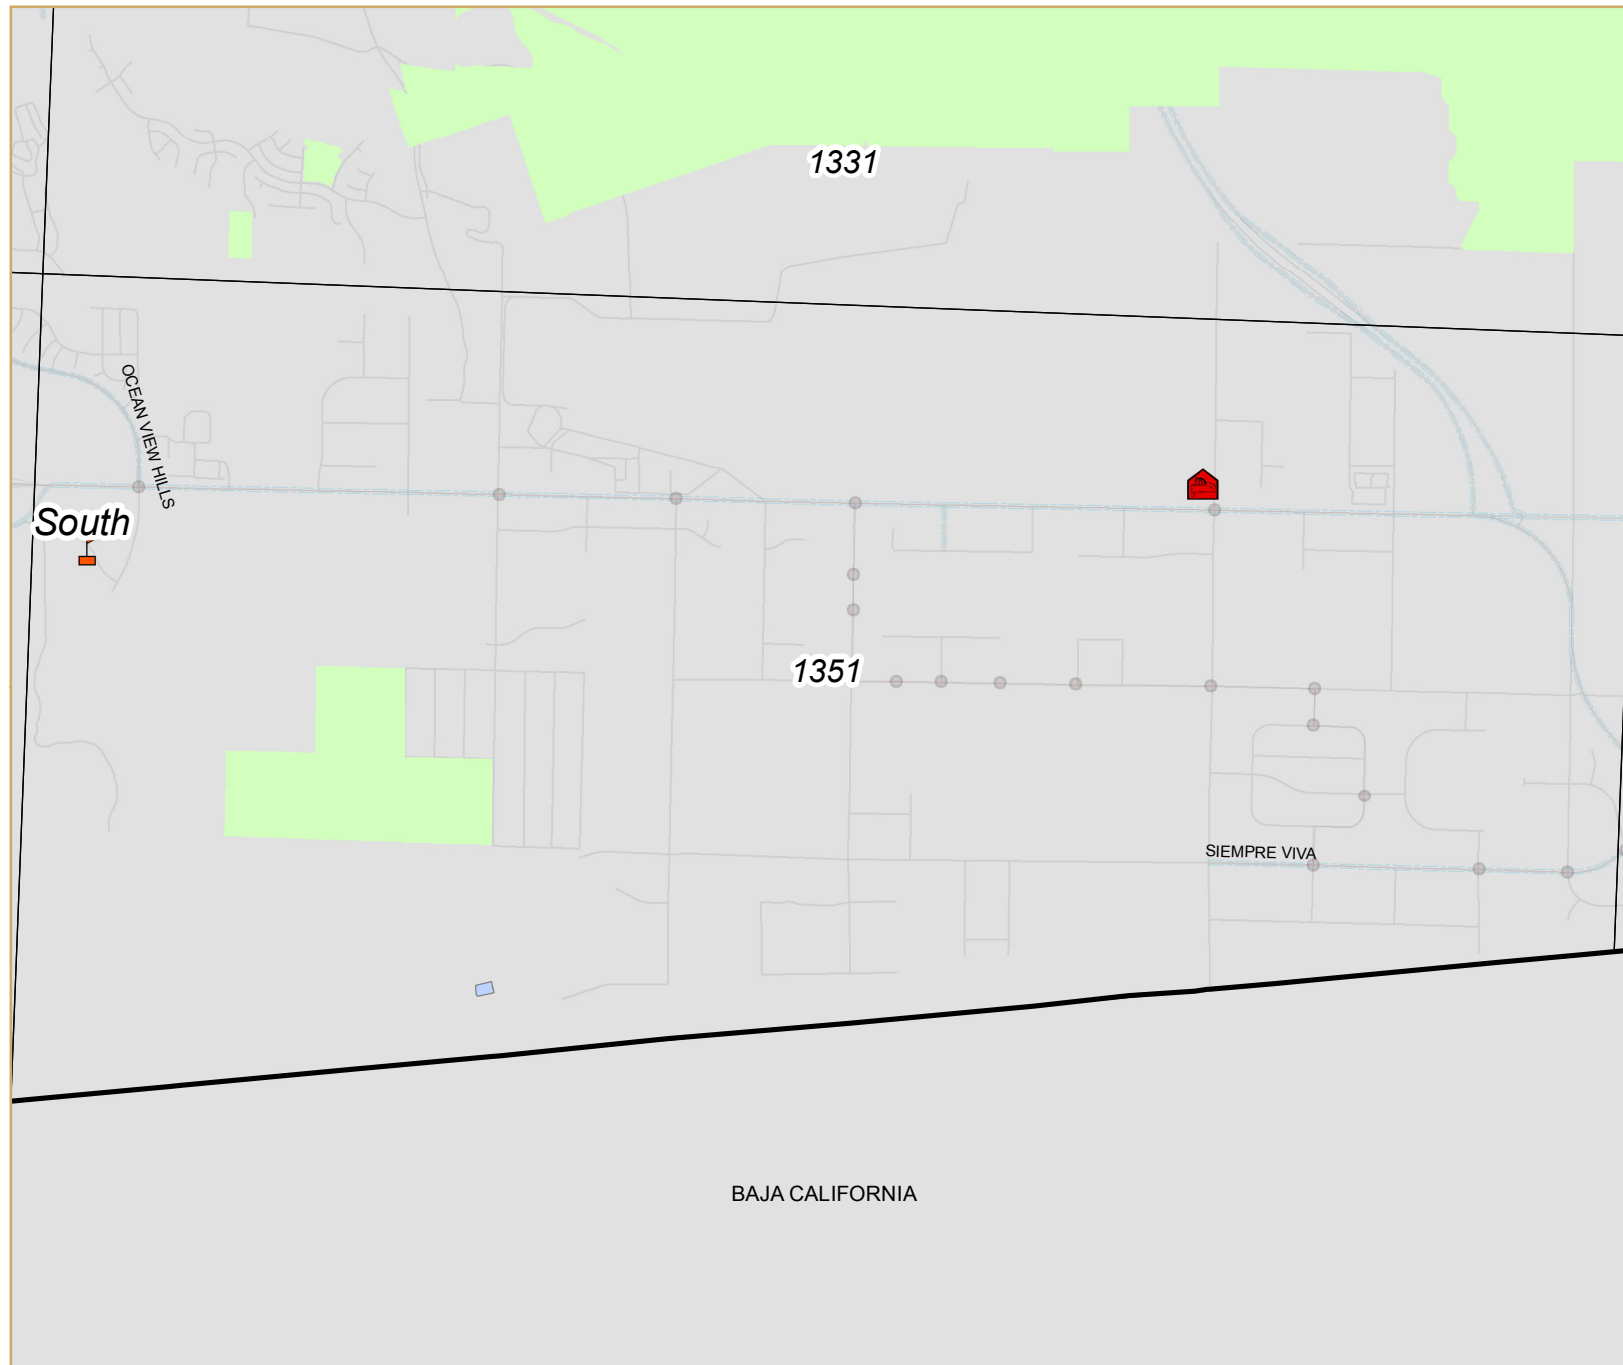 1331
OCEAN VIEW HILLS
South
1351
SIEMPRE VIVA
BAJA CALIFORNIA